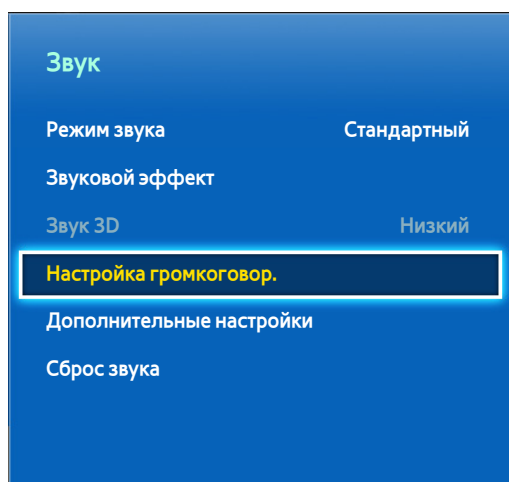 Звук
Режим звука Стандартный
Звуковой эффект
Звук 3D Низкий
Настройка громкоговор.
Дополнительные настройки
Сброс звука